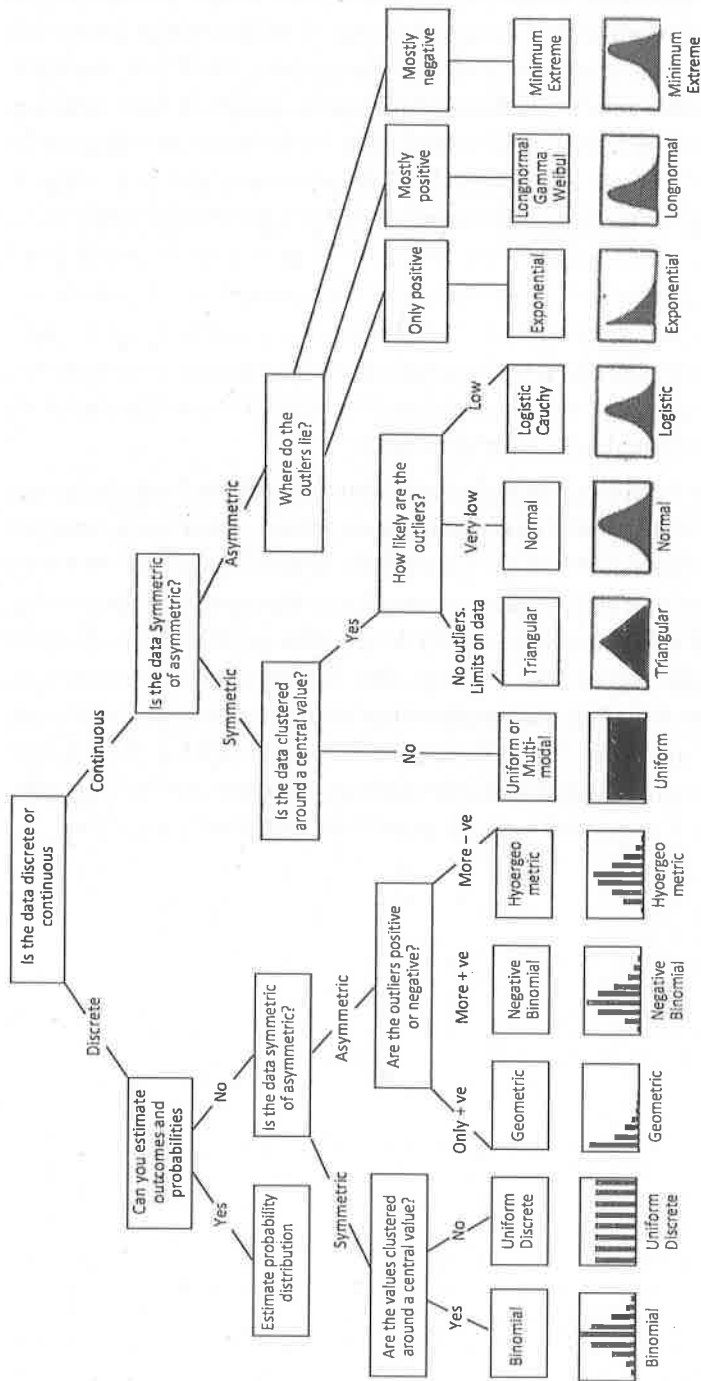 Is the data discrete or
continuous
Discrete
Continuous
Can you estimate
outcomes and
probabilities
Is the data Symmetric
of asymmetric?
Yes
No
Symmetric
Asymmetric
Estimate probability
distribution
Is the data symmetric
of asymmetric?
Is the data clustered
around a central value?
Where do the
outliers lie?
Symmetric
Asymmetric
No
Yes
Are the values clustered
around a central value?
Are the outliers positive
or negative?
How likely are the
outliers?
Only positive
Mostly
positive
Mostly
negative
Yes
No
Only + ve
More + ve
More – ve
No outliers.
Limits on data
Very low
Low
Binomial
Uniform
Discrete
Geometric
Negative
Binomial
Hyoergeo
metric
Uniform or
Multi-
modal
Triangular
Normal
Logistic
Cauchy
Exponential
Longnormal
Gamma
Weibul
Minimum
Extreme
Binomial
Uniform
Discrete
Geometric
Negative
Binomial
Hyoergeo
metric
Uniform
Triangular
Normal
Logistic
Exponential
Longnormal
Minimum
Extreme